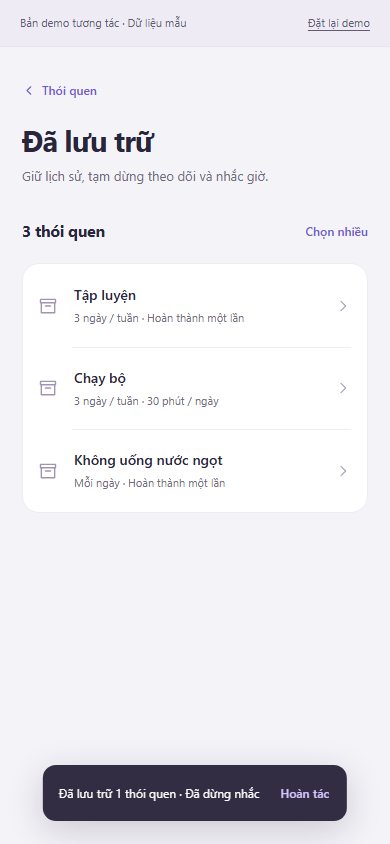 Bản demo tương tác · Dữ liệu mẫu
Đặt lại demo
Thói quen
Đã lưu trữ
Giữ lịch sử, tạm dừng theo dõi và nhắc giờ.
3 thói quen
Chọn nhiều
Tập luyện
3 ngày / tuần · Hoàn thành một lần
Chạy bộ
3 ngày / tuần · 30 phút / ngày
Không uống nước ngọt
Mỗi ngày · Hoàn thành một lần
Đã lưu trữ 1 thói quen · Đã dừng nhắc
Hoàn tác